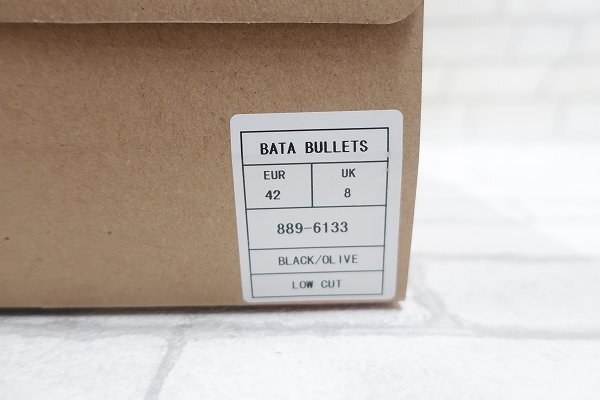 BATA BULLETS
EUR UK
42 8
889-6133
BLACK/OLIVE
LOW CUT